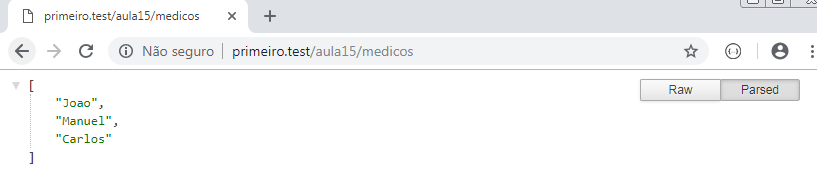 primeiro.test/aula15/medicos
Não seguro | primeiro.test/aula15/medicos
Raw Parsed
[
"Joao",
"Manuel",
"Carlos"
]